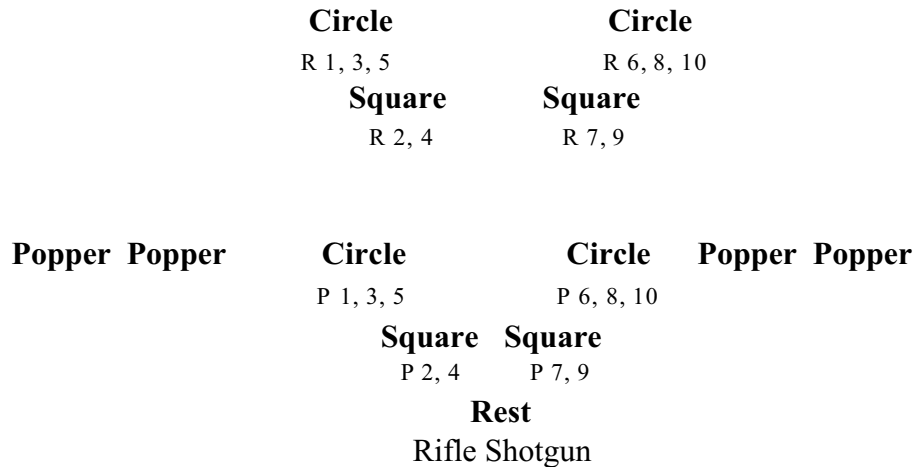 Circle Circle
R 1, 3, 5 R 6, 8, 10
Square Square
R 2, 4 R 7, 9
Popper Popper Circle Circle Popper Popper
P 1, 3, 5 P 6, 8, 10
Square Square
P 2, 4 P 7, 9
Rest
Rifle Shotgun